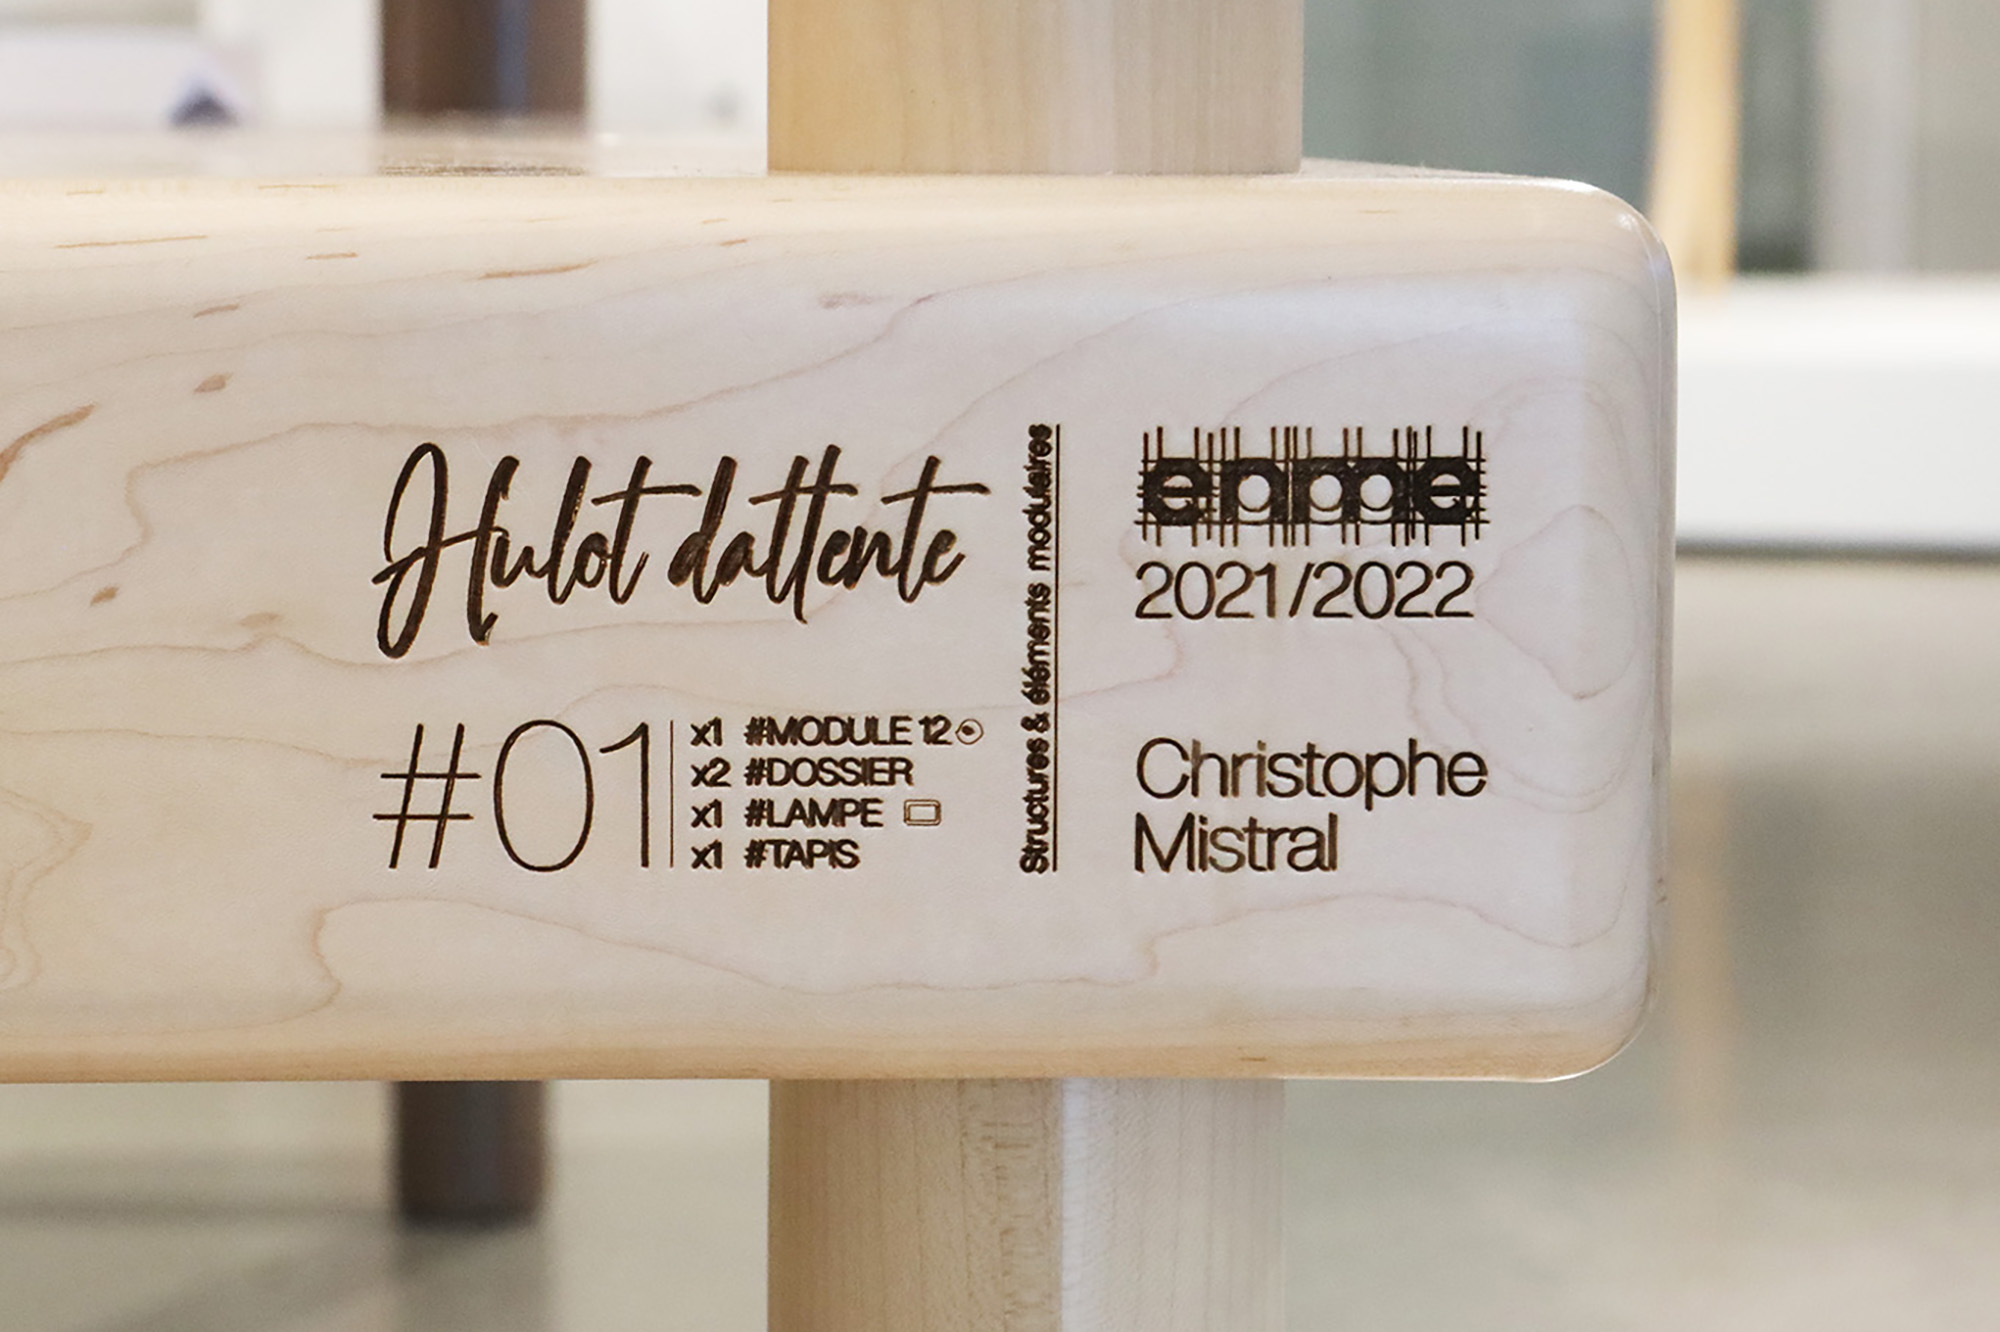 Hulot dattente
#01
x1 #MODULE 12
x2 #DOSSIER
x1 #LAMPE
x1 #TAPIS
Structures & éléments modulaires
enme
2021/2022
Christophe
Mistral